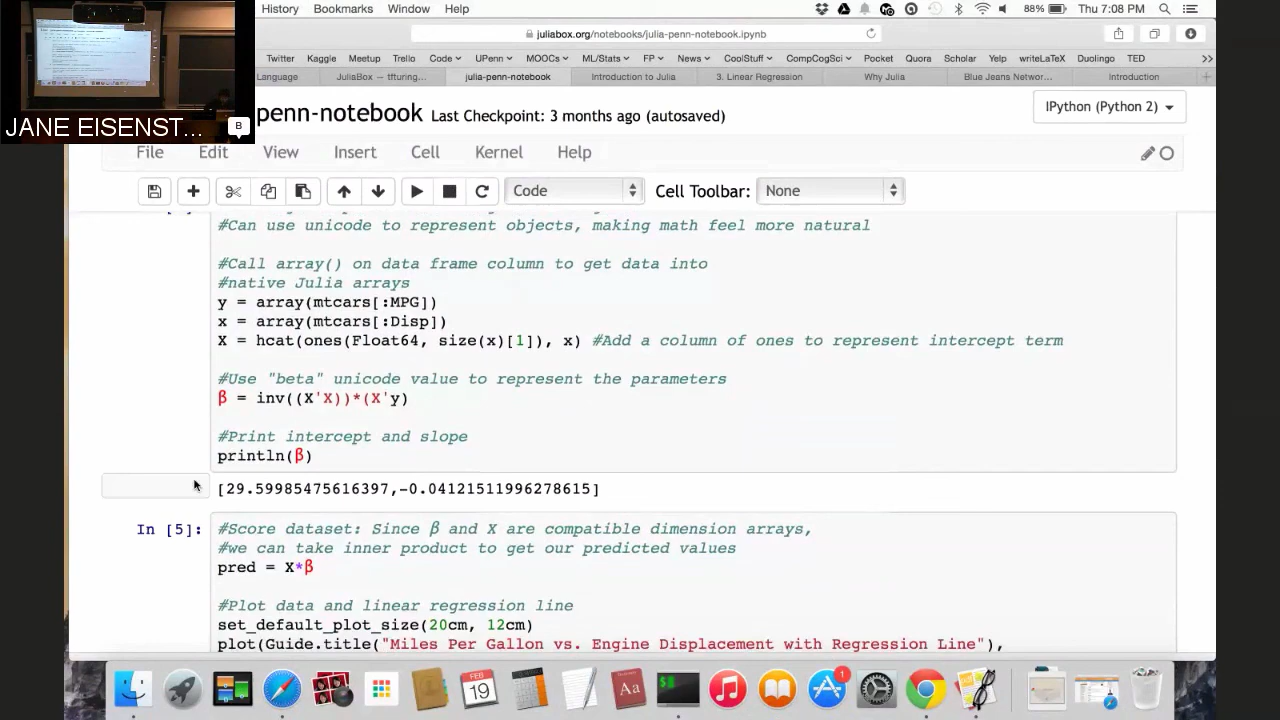 History Bookmarks Window Help 88% Thu 7:08 PM
juliabox.org/notebooks/julia-penn-notebook.ipnb
Twitter Kaggle Meetup Trello Code UPenn MOOCs ML/Stats FP News CoolStuff CompCogSci Pocket Quora Scholar Yelp writeLaTeX Duolingo TED
Language Introduction to Julia 3. Linear Regres Why Julia Blue Jeans Networ... Introduction
JANE EISENST...
B
penn-notebook Last Checkpoint: 3 months ago (autosaved)
IPython (Python 2)
File Edit View Insert Cell Kernel Help
Code Cell Toolbar: None
#Can use unicode to represent objects, making math feel more natural
#Call array() on data frame column to get data into
#native Julia arrays
y = array(mtcars[:MPG])
x = array(mtcars[:Disp])
X = hcat(ones(Float64, size(x)[1]), x) #Add a column of ones to represent intercept term
#Use "beta" unicode value to represent the parameters
β = inv((X'X))*(X'y)
#Print intercept and slope
println(β)
[29.59985475616397,-0.04121511996278615]
In [5]:
#Score dataset: Since β and X are compatible dimension arrays,
#we can take inner product to get our predicted values
pred = X*β
#Plot data and linear regression line
set_default_plot_size(20cm, 12cm)
plot(Guide.title("Miles Per Gallon vs. Engine Displacement with Regression Line"),
FEB
19
Aa
1